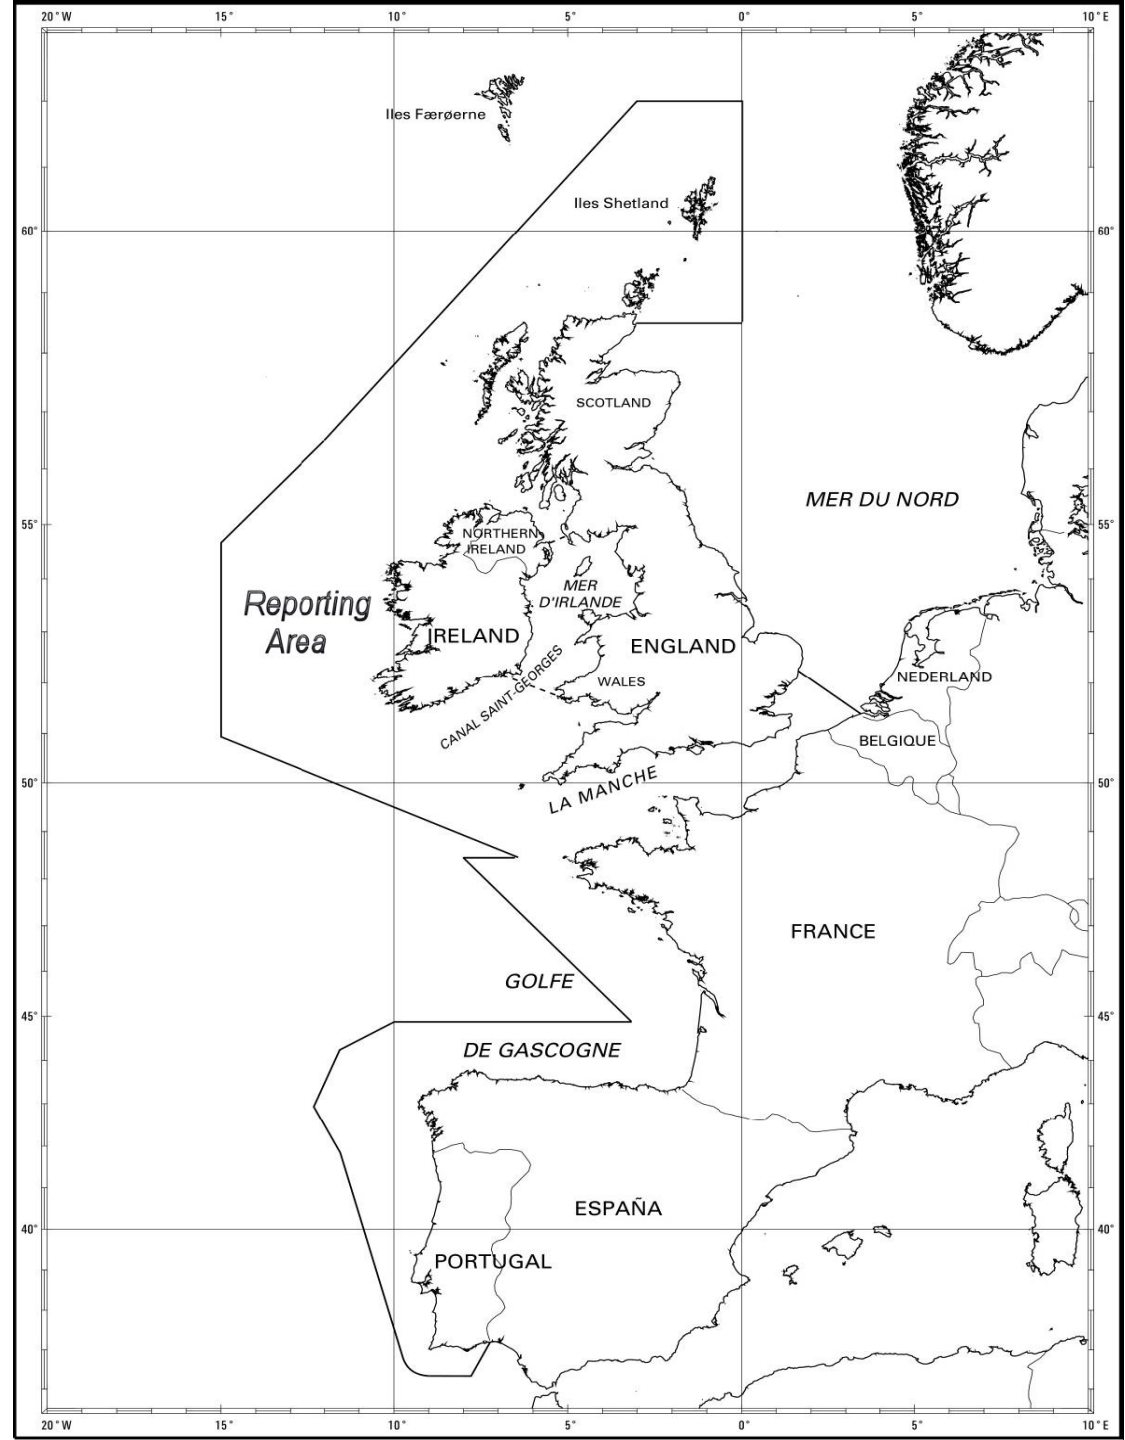 20°W 15° 10° 5° 0° 5° 10°E
Iles Færøerne
Iles Shetland
60° 60°
SCOTLAND
MER DU NORD
55° 55°
NORTHERN
IRELAND
MER
D'IRLANDE
Reporting
Area
IRELAND
ENGLAND
CANAL SAINT-GEORGES
WALES
NEDERLAND
BELGIQUE
50° 50°
LA MANCHE
FRANCE
GOLFE
45° 45°
DE GASCOGNE
ESPAÑA
40° 40°
PORTUGAL
20°W 15° 10° 5° 0° 5° 10°E